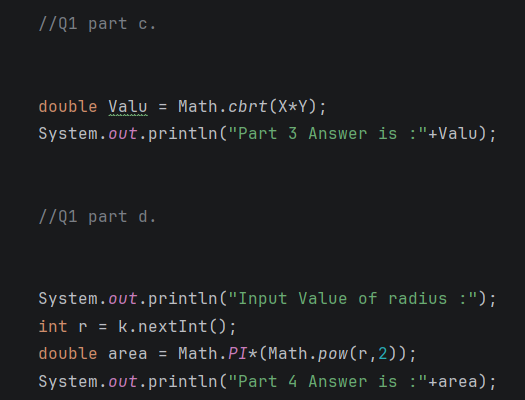 //Q1 part c.
double Valu = Math.cbrt(X*Y);
System.out.println("Part 3 Answer is :"+Valu);
//Q1 part d.
System.out.println("Input Value of radius :");
int r = k.nextInt();
double area = Math.PI*(Math.pow(r,2));
System.out.println("Part 4 Answer is :"+area);